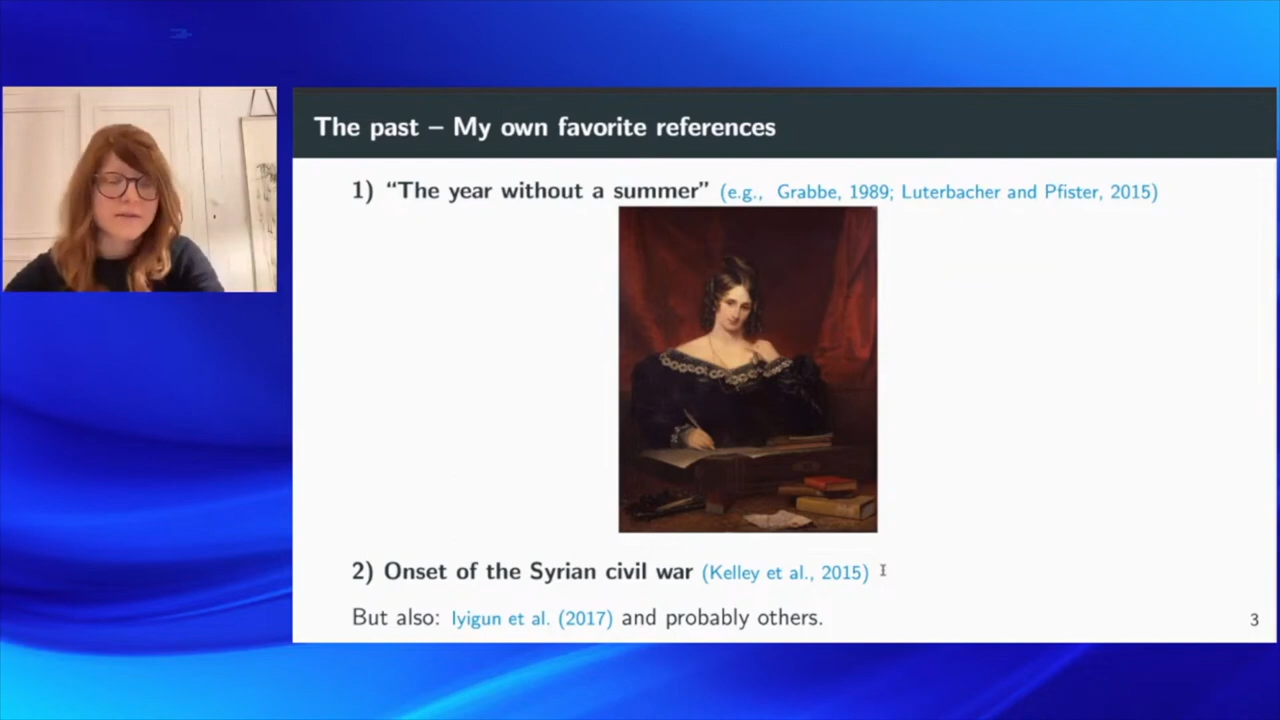 The past – My own favorite references
1) “The year without a summer” (e.g., Grabbe, 1989; Luterbacher and Pfister, 2015)
2) Onset of the Syrian civil war (Kelley et al., 2015)
But also: Iyigun et al. (2017) and probably others.
3